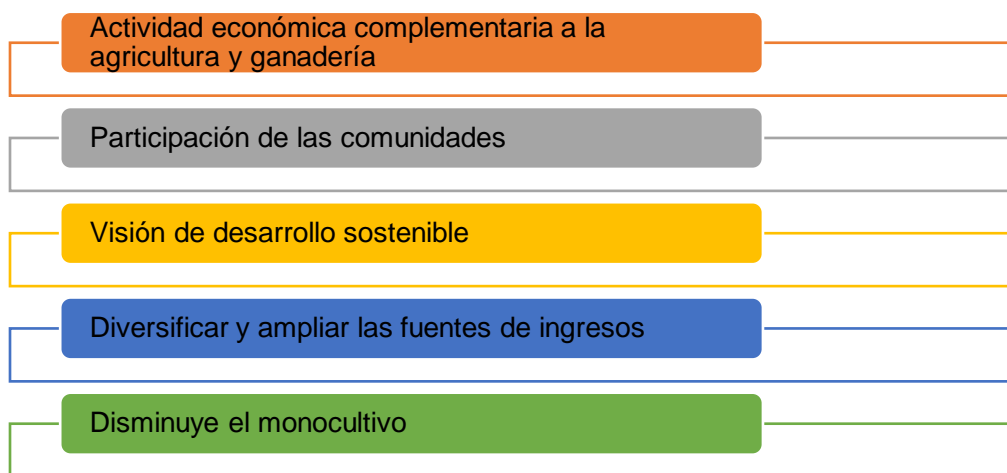 Actividad económica complementaria a la
agricultura y ganadería
Participación de las comunidades
Visión de desarrollo sostenible
Diversificar y ampliar las fuentes de ingresos
Disminuye el monocultivo